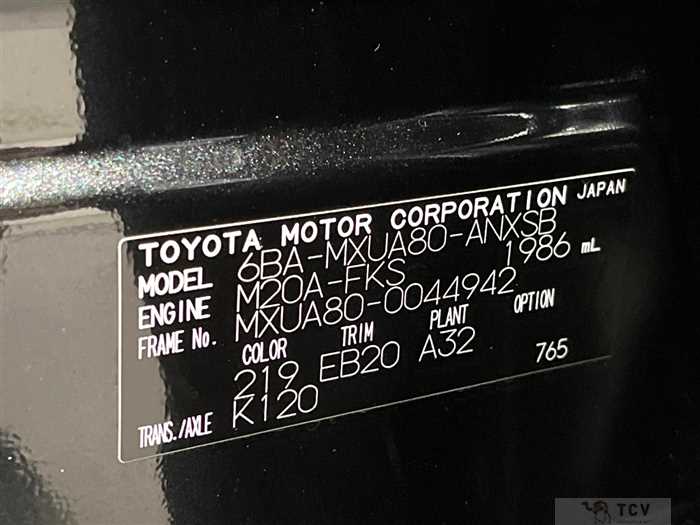 TOYOTA MOTOR CORPORATION JAPAN
MODEL 6BA-MXUA80-ANXSB
ENGINE M20A-FKS 1986 mL
FRAME No. MXUA80-0044942
COLOR TRIM PLANT OPTION
219 EB20 A32 765
TRANS./AXLE K120
TCV